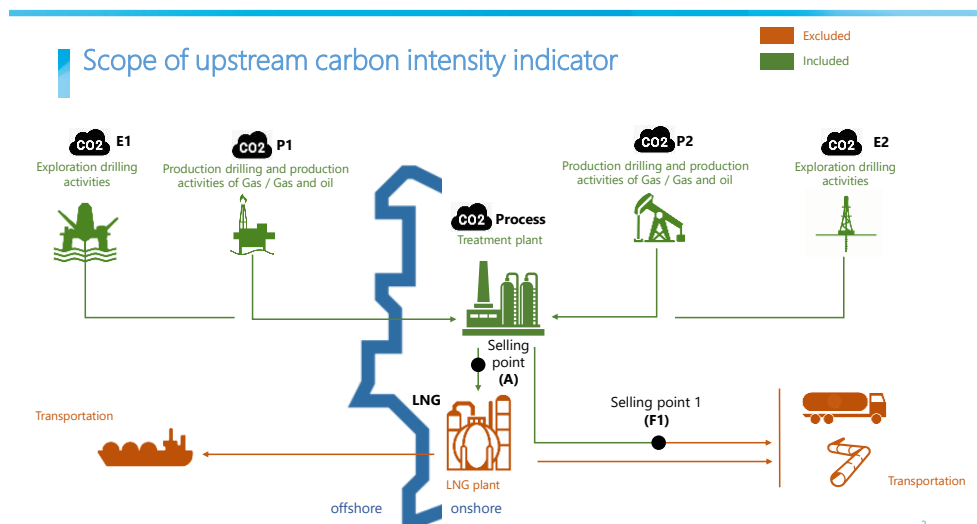 Excluded
Scope of upstream carbon intensity indicator
Included
CO2 E1
Exploration drilling
activities
CO2 P1
Production drilling and production
activities of Gas / Gas and oil
CO2 P2
Production drilling and production
activities of Gas / Gas and oil
CO2 E2
Exploration drilling
activities
CO2 Process
Treatment plant
Selling
point
(A)
LNG
Selling point 1
(F1)
Transportation
LNG plant
Transportation
offshore
onshore